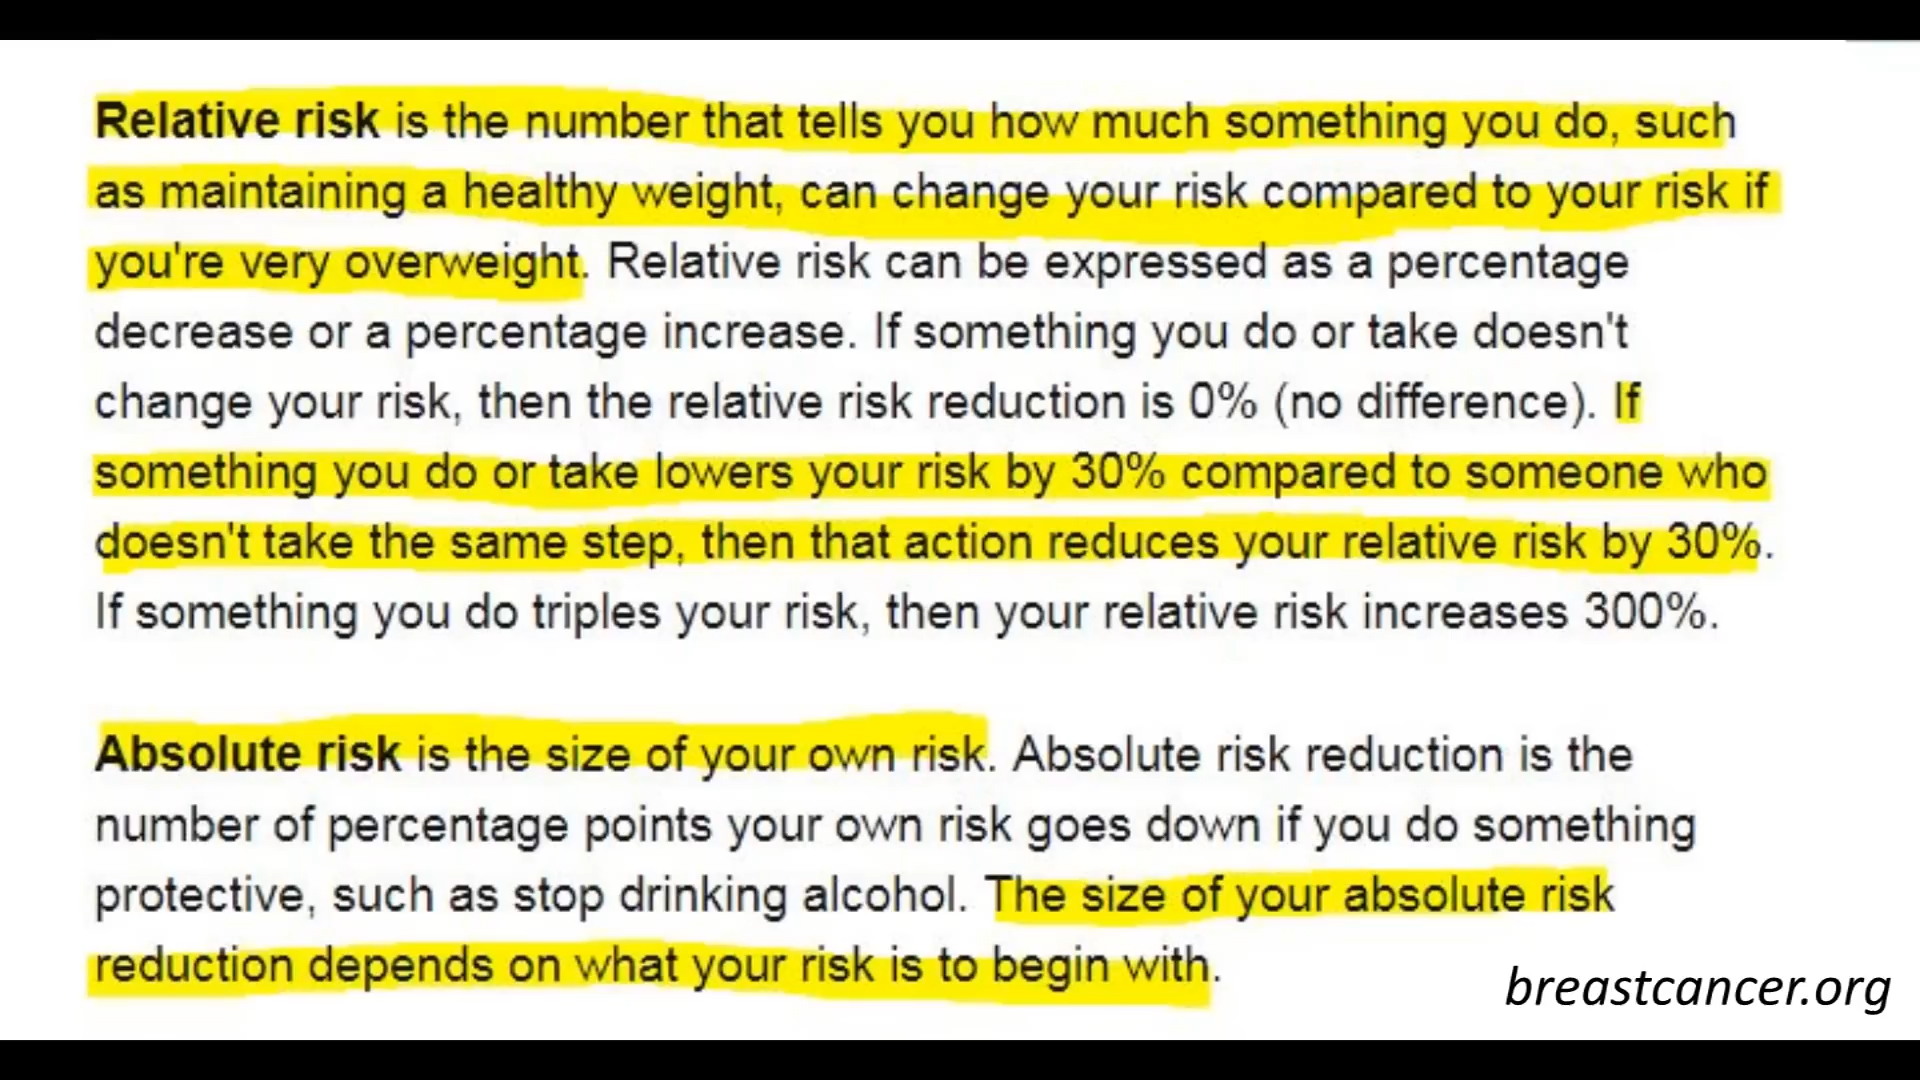 Relative risk is the number that tells you how much something you do, such
as maintaining a healthy weight, can change your risk compared to your risk if
you're very overweight. Relative risk can be expressed as a percentage
decrease or a percentage increase. If something you do or take doesn't
change your risk, then the relative risk reduction is 0% (no difference). If
something you do or take lowers your risk by 30% compared to someone who
doesn't take the same step, then that action reduces your relative risk by 30%.
If something you do triples your risk, then your relative risk increases 300%.
Absolute risk is the size of your own risk. Absolute risk reduction is the
number of percentage points your own risk goes down if you do something
protective, such as stop drinking alcohol. The size of your absolute risk
reduction depends on what your risk is to begin with.
breastcancer.org